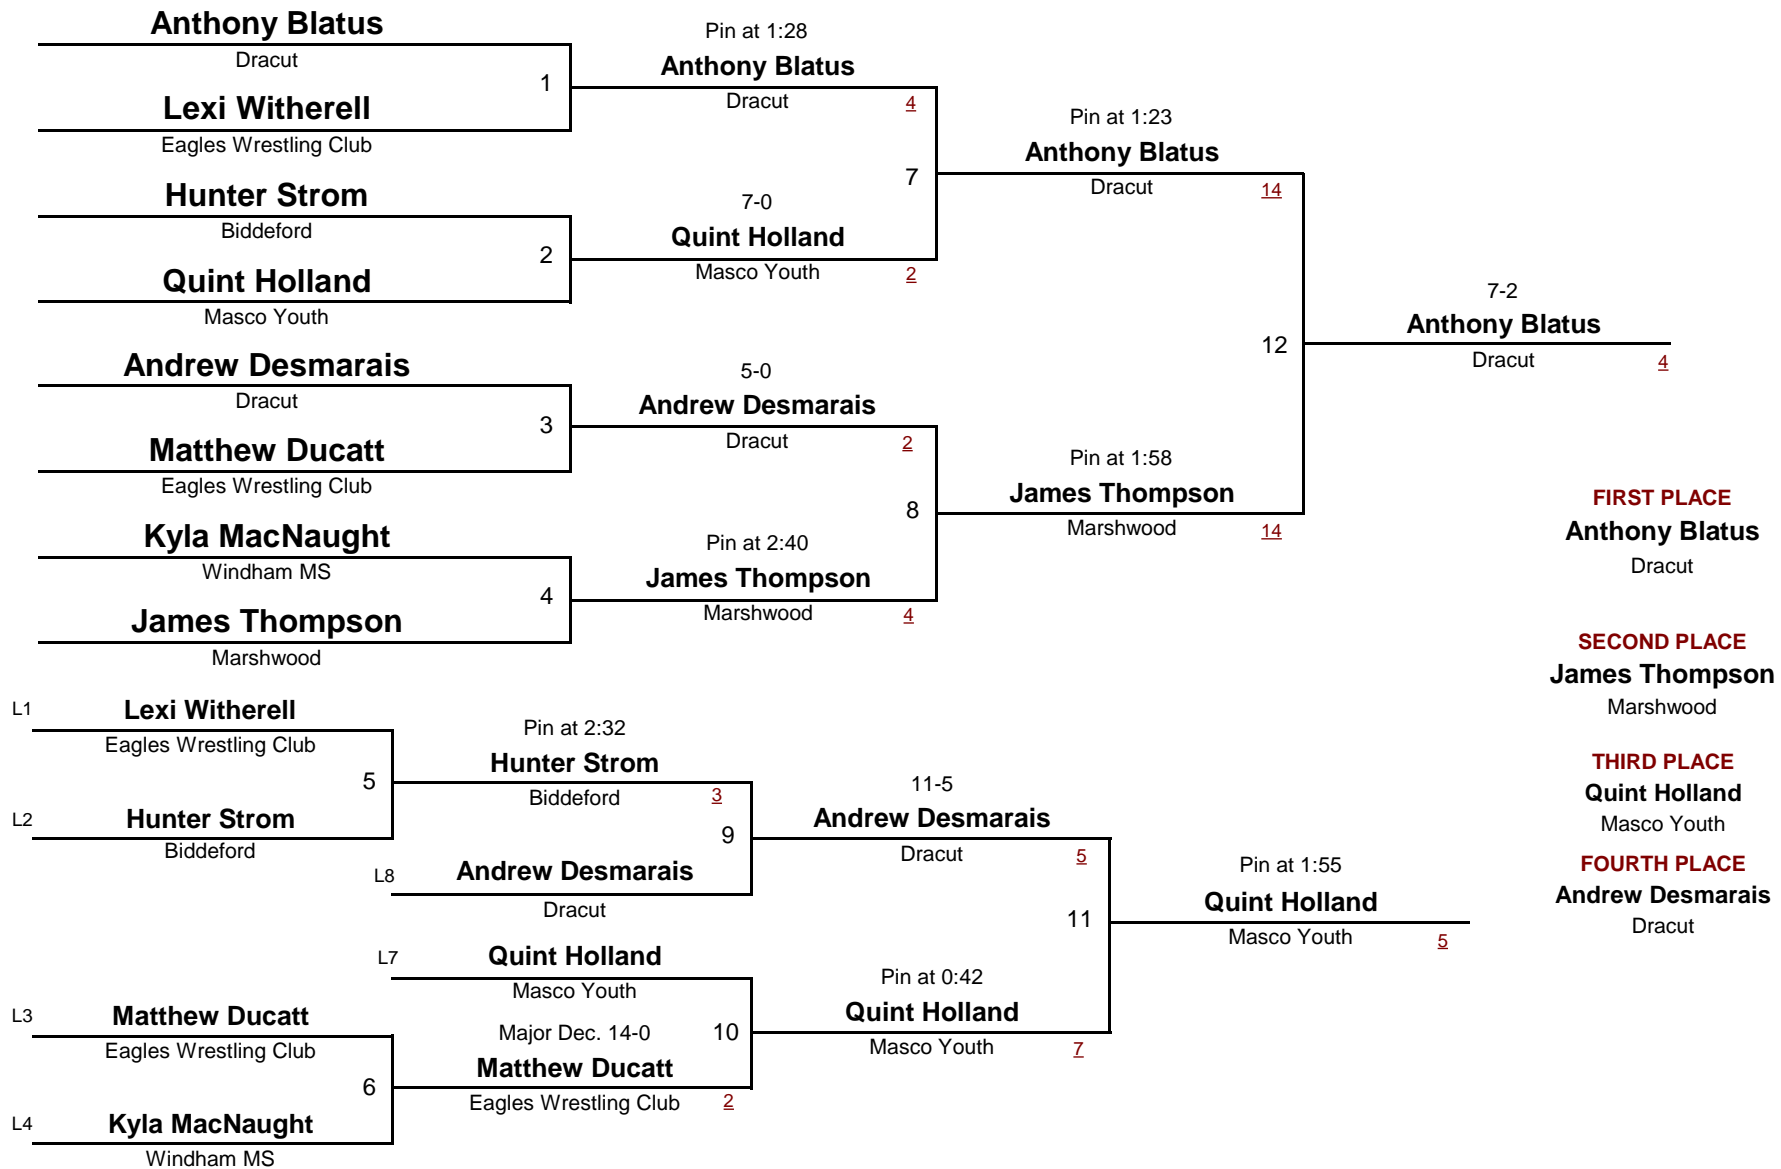 Anthony Blatus
Dracut
1
Lexi Witherell
Eagles Wrestling Club
Hunter Strom
Biddeford
2
Quint Holland
Masco Youth
Andrew Desmarais
Dracut
3
Matthew Ducatt
Eagles Wrestling Club
Kyla MacNaught
Windham MS
4
James Thompson
Marshwood
Pin at 1:28
Anthony Blatus
Dracut 4
7
7-0
Quint Holland
Masco Youth 2
5-0
Andrew Desmarais
Dracut 2
8
Pin at 2:40
James Thompson
Marshwood 4
Pin at 1:23
Anthony Blatus
Dracut 14
12
Pin at 1:58
James Thompson
Marshwood 14
7-2
Anthony Blatus
Dracut 4
FIRST PLACE
Anthony Blatus
Dracut
SECOND PLACE
James Thompson
Marshwood
THIRD PLACE
Quint Holland
Masco Youth
FOURTH PLACE
Andrew Desmarais
Dracut
L1 Lexi Witherell
Eagles Wrestling Club
5
L2 Hunter Strom
Biddeford
L3 Matthew Ducatt
Eagles Wrestling Club
6
L4 Kyla MacNaught
Windham MS
Pin at 2:32
Hunter Strom
Biddeford 3
9
L8 Andrew Desmarais
Dracut
L7 Quint Holland
Masco Youth
10
Major Dec. 14-0
Matthew Ducatt
Eagles Wrestling Club 2
11-5
Andrew Desmarais
Dracut 5
11
Pin at 0:42
Quint Holland
Masco Youth 7
Pin at 1:55
Quint Holland
Masco Youth 5